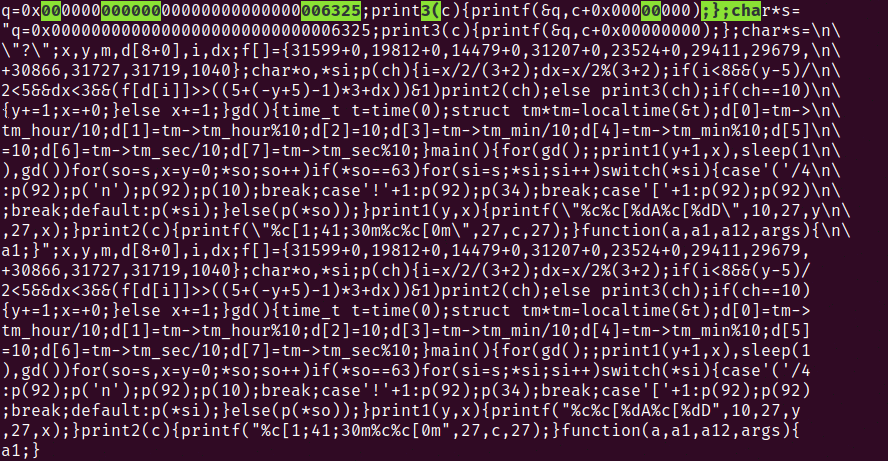 q=0x00000000000000000000000000006325;print3(c){printf(&q,c+0x00000000);};char*s=
"q=0x00000000000000000000000000006325;print3(c){printf(&q,c+0x00000000);};char*s=\n\
\"?\";x,y,m,d[8+0],i,dx;f[]={31599+0,19812+0,14479+0,31207+0,23524+0,29411,29679,\n\
+30866,31727,31719,1040};char*o,*si;p(ch){i=x/2/(3+2);dx=x/2%(3+2);if(i<8&&(y-5)/\n\
2<5&&dx<3&&(f[d[i]]>>((5+(-y+5)-1)*3+dx))&1)print2(ch);else print3(ch);if(ch==10)\n\
{y+=1;x=+0;}else x+=1;}gd(){time_t t=time(0);struct tm*tm=localtime(&t);d[0]=tm->\n\
tm_hour/10;d[1]=tm->tm_hour%10;d[2]=10;d[3]=tm->tm_min/10;d[4]=tm->tm_min%10;d[5]\n\
=10;d[6]=tm->tm_sec/10;d[7]=tm->tm_sec%10;}main(){for(gd();;print1(y+1,x),sleep(1\n\
),gd())for(so=s,x=y=0;*so;so++)if(*so==63)for(si=s;*si;si++)switch(*si){case'('/4\n\
:p(92);p('n');p(92);p(10);break;case'!'+1:p(92);p(34);break;case'['+1:p(92);p(92)\n\
;break;default:p(*si);}else(p(*so));}print1(y,x){printf(\"%c%c[%dA%c[%dD\",10,27,y\n\
,27,x);}print2(c){printf(\"%c[1;41;30m%c%c[0m\",27,c,27);}function(a,a1,a12,args){\n\
a1;}";x,y,m,d[8+0],i,dx;f[]={31599+0,19812+0,14479+0,31207+0,23524+0,29411,29679,
+30866,31727,31719,1040};char*o,*si;p(ch){i=x/2/(3+2);dx=x/2%(3+2);if(i<8&&(y-5)/
2<5&&dx<3&&(f[d[i]]>>((5+(-y+5)-1)*3+dx))&1)print2(ch);else print3(ch);if(ch==10)
{y+=1;x=+0;}else x+=1;}gd(){time_t t=time(0);struct tm*tm=localtime(&t);d[0]=tm->
tm_hour/10;d[1]=tm->tm_hour%10;d[2]=10;d[3]=tm->tm_min/10;d[4]=tm->tm_min%10;d[5]
=10;d[6]=tm->tm_sec/10;d[7]=tm->tm_sec%10;}main(){for(gd();;print1(y+1,x),sleep(1
),gd())for(so=s,x=y=0;*so;so++)if(*so==63)for(si=s;*si;si++)switch(*si){case'('/4
:p(92);p('n');p(92);p(10);break;case'!'+1:p(92);p(34);break;case'['+1:p(92);p(92)
;break;default:p(*si);}else(p(*so));}print1(y,x){printf("%c%c[%dA%c[%dD",10,27,y
,27,x);}print2(c){printf("%c[1;41;30m%c%c[0m",27,c,27);}function(a,a1,a12,args){
a1;}